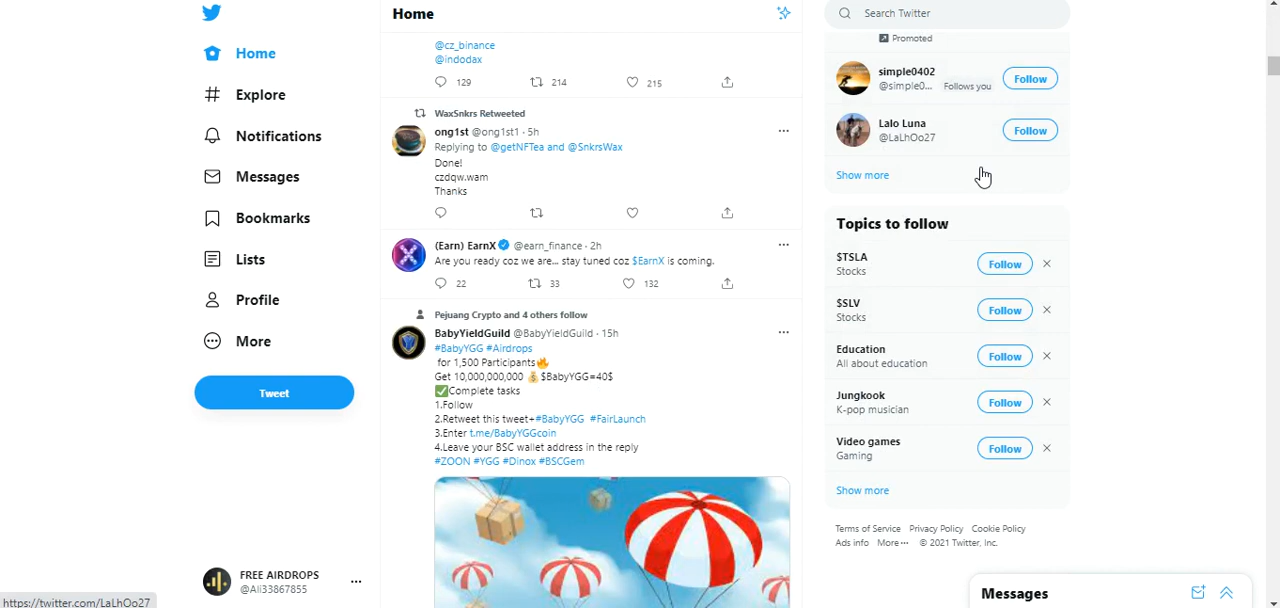 Home
Explore
Notifications
Messages
Bookmarks
Lists
Profile
More
Tweet
FREE AIRDROPS
@Ali33867855
https://twitter.com/LaLhOo27
Home
@cz_binance
@indodax
129 214 215
WaxSnkrs Retweeted
ong1st @ong1st1 · 5h
Replying to @getNFTea and @SnkrsWax
Done!
czdqw.wam
Thanks
(Earn) EarnX @earn_finance · 2h
Are you ready coz we are... stay tuned coz $EarnX is coming.
22 33 132
Pejuang Crypto and 4 others follow
BabyYieldGuild @BabyYieldGuild · 15h
#BabyYGG #Airdrops
for 1,500 Participants🔥
Get 10,000,000,000 💰 $BabyYGG=40$
✅Complete tasks
1.Follow
2.Retweet this tweet+#BabyYGG #FairLaunch
3.Enter t.me/BabyYGGcoin
4.Leave your BSC wallet address in the reply
#ZOON #YGG #Dinox #BSCGem
Search Twitter
Promoted
simple0402
@simple0... Follows you
Follow
Lalo Luna
@LaLhOo27
Follow
Show more
Topics to follow
$TSLA
Stocks
Follow
$SLV
Stocks
Follow
Education
All about education
Follow
Jungkook
K-pop musician
Follow
Video games
Gaming
Follow
Show more
Terms of Service Privacy Policy Cookie Policy
Ads info More ··· © 2021 Twitter, Inc.
Messages